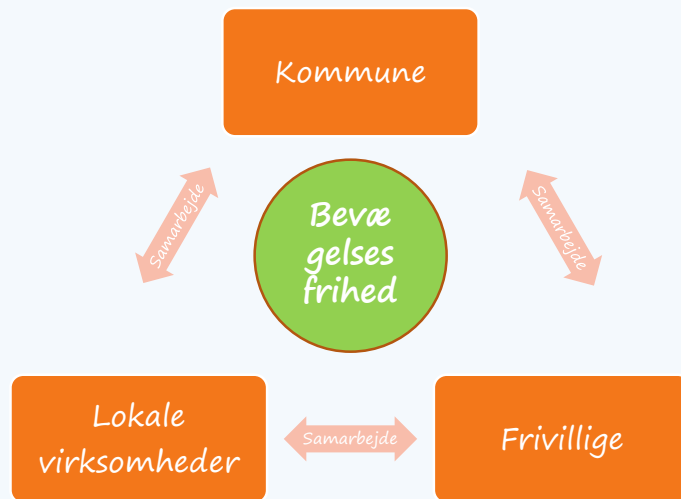 Kommune
Samarbejde
Samarbejde
Bevæ
gelses
frihed
Lokale
virksomheder
Samarbejde
Frivillige